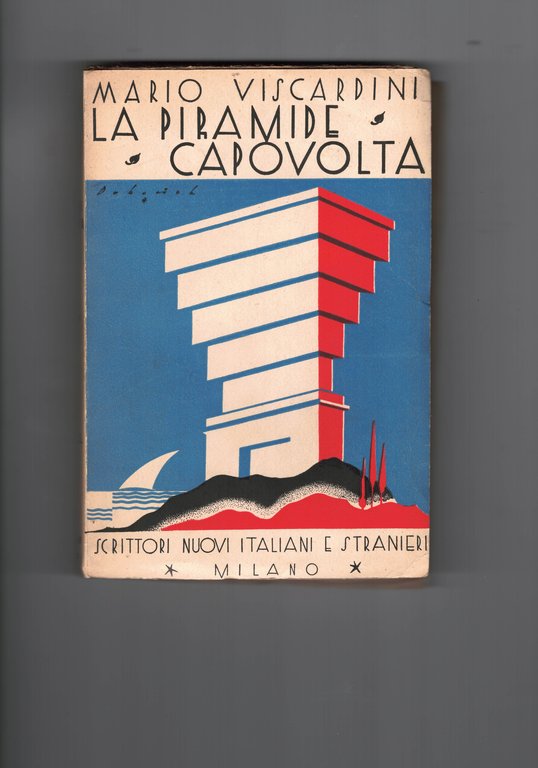 MARIO VISCARDINI
LA PIRAMIDE
CAPOVOLTA
SCRITTORI NUOVI ITALIANI E STRANIERI
* MILANO *